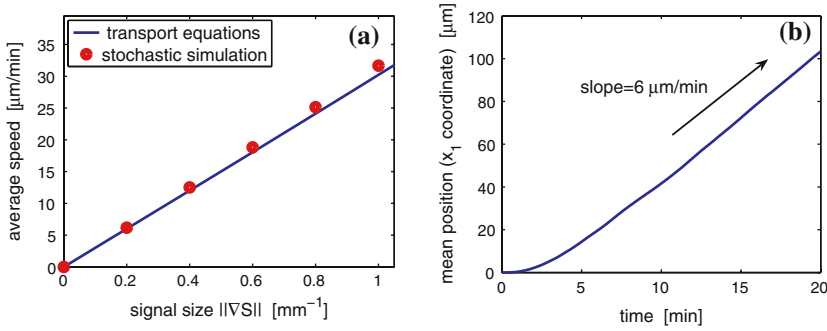 (a)
transport equations
stochastic simulation
average speed [μm/min]
35
30
25
20
15
10
5
0
0 0.2 0.4 0.6 0.8 1
signal size ||∇S|| [mm⁻¹]
(b)
slope=6 μm/min
mean position (x₁ coordinate) [μm]
120
100
80
60
40
20
0
0 5 10 15 20
time [min]